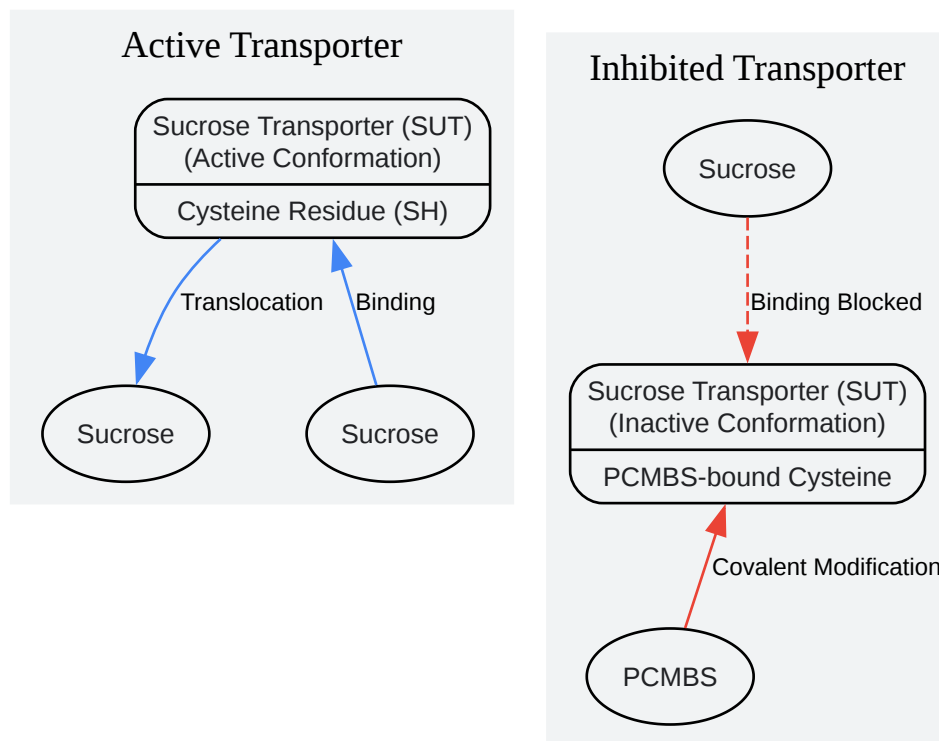 Active Transporter
Sucrose Transporter (SUT)
(Active Conformation)
Cysteine Residue (SH)
Translocation
Binding
Sucrose
Sucrose
Inhibited Transporter
Sucrose
Binding Blocked
Sucrose Transporter (SUT)
(Inactive Conformation)
PCMBS-bound Cysteine
Covalent Modification
PCMBS